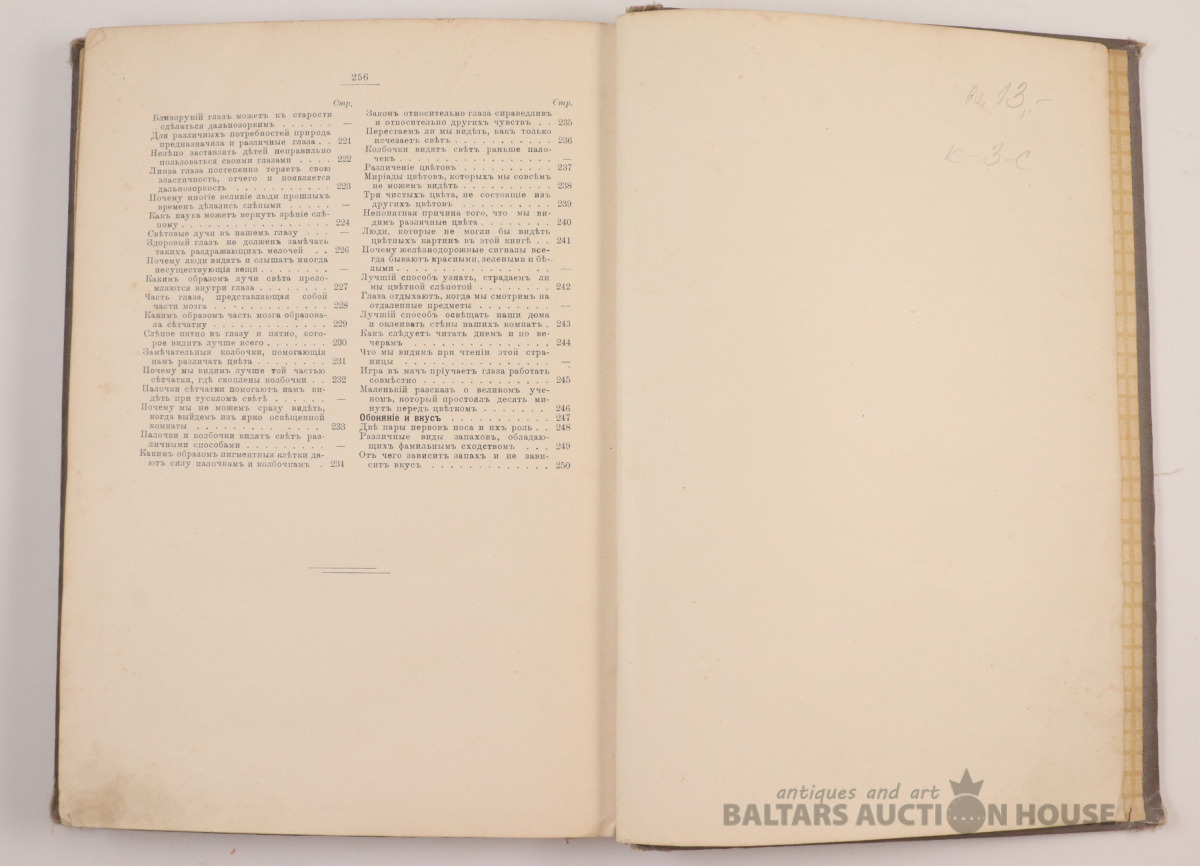 256
Стр.
Близорукій глазъ можетъ къ старости
сдѣлаться дальнозоркимъ . . . . . . —
Для различныхъ потребностей природа
предназначила и различные глаза . . 221
Нелѣпо заставлять дѣтей неправильно
пользоваться своими глазами . . . . 222
Линза глаза постепенно теряетъ свою
эластичность, отчего и появляется
дальнозоркость . . . . . . . . . . . 223
Почему многіе великіе люди прошлыхъ
временъ дѣлались слѣпыми . . . . . —
Какъ наука можетъ вернуть зрѣніе слѣ-
пому . . . . . . . . . . . . . . . . 224
Свѣтовые лучи въ нашемъ глазу . . . —
Здоровый глазъ не долженъ замѣчать
такихъ раздражающихъ мелочей . . 226
Почему люди видятъ и слышатъ иногда
несуществующія вещи . . . . . . . . —
Какимъ образомъ лучи свѣта прело-
мляются внутри глаза . . . . . . . . 227
Часть глаза, представляющая собой
части мозга . . . . . . . . . . . . . 228
Какимъ образомъ часть мозга образова-
ла сѣтчатку . . . . . . . . . . . . . 229
Слѣпое пятно въ глазу и пятно, кото-
рое видитъ лучше всего . . . . . . . 230
Замѣчательныя колбочки, помогающія
намъ различать цвѣта . . . . . . . . 231
Почему мы видимъ лучше той частью
сѣтчатки, гдѣ скоплены колбочки . . 232
Палочки сѣтчатки помогаютъ намъ ви-
дѣть при тускломъ свѣтѣ . . . . . . —
Почему мы не можемъ сразу видѣть,
когда выйдемъ изъ ярко освѣщенной
комнаты . . . . . . . . . . . . . . 233
Палочки и колбочки видятъ свѣтъ раз-
личными способами . . . . . . . . . —
Какимъ образомъ пигментныя клѣтки да-
ютъ силу палочкамъ и колбочкамъ . 234
Стр.
Законъ относительно глаза справедливъ
и относительно другихъ чувствъ . . 235
Перестаемъ ли мы видѣть, какъ только
исчезаетъ свѣтъ . . . . . . . . . . . 236
Колбочки видятъ свѣтъ раньше пало-
чекъ . . . . . . . . . . . . . . . . —
Различеніе цвѣтовъ . . . . . . . . . . 237
Миріады цвѣтовъ, которыхъ мы совсѣмъ
не можемъ видѣть . . . . . . . . . . 238
Три чистыхъ цвѣта, не состоящіе изъ
другихъ цвѣтовъ . . . . . . . . . . 239
Непонятная причина того, что мы ви-
димъ различные цвѣта . . . . . . . . 240
Люди, которые не могли бы видѣть
цвѣтныхъ картинъ въ этой книгѣ . . 241
Почему желѣзнодорожные сигналы все-
гда бываютъ красными, зелеными и бѣ-
лыми . . . . . . . . . . . . . . . . —
Лучшій способъ узнать, страдаемъ ли
мы цвѣтной слѣпотой . . . . . . . . 242
Глаза отдыхаютъ, когда мы смотримъ на
отдаленные предметы . . . . . . . . —
Лучшій способъ освѣщать наши дома
и оклеивать стѣны нашихъ комнатъ . 243
Какъ слѣдуетъ читать днемъ и по ве-
черамъ . . . . . . . . . . . . . . . 244
Что мы видимъ при чтеніи этой стра-
ницы . . . . . . . . . . . . . . . . —
Игра въ мячъ пріучаетъ глаза работать
совмѣстно . . . . . . . . . . . . . . 245
Маленькій разсказъ о великомъ уче-
номъ, который простоялъ десять ми-
нутъ передъ цвѣткомъ . . . . . . . 246
Обоняніе и вкусъ . . . . . . . . . . . 247
Двѣ пары нервовъ носа и ихъ роль . . 248
Различные виды запаховъ, обладаю-
щихъ фамильнымъ сходствомъ . . . 249
Отъ чего зависитъ запахъ и не зави-
ситъ вкусъ . . . . . . . . . . . . . 250
13,-
к-3-с
antiques and art
BALTARS AUCTION HOUSE